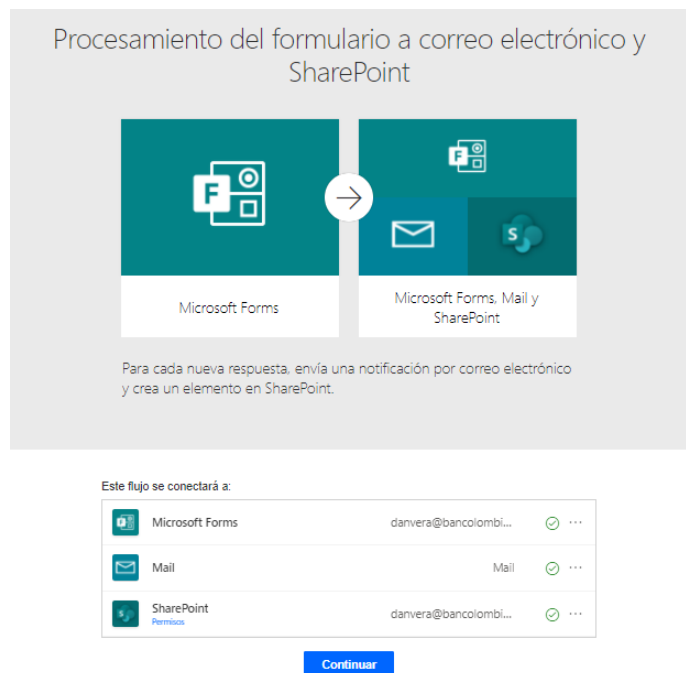 Procesamiento del formulario a correo electrónico y
SharePoint
F
F
S
Microsoft Forms
Microsoft Forms, Mail y
SharePoint
Para cada nueva respuesta, envía una notificación por correo electrónico
y crea un elemento en SharePoint.
Este flujo se conectará a:
Microsoft Forms danvera@bancolombi... ...
Mail Mail ...
SharePoint danvera@bancolombi... ...
Permisos
Continuar